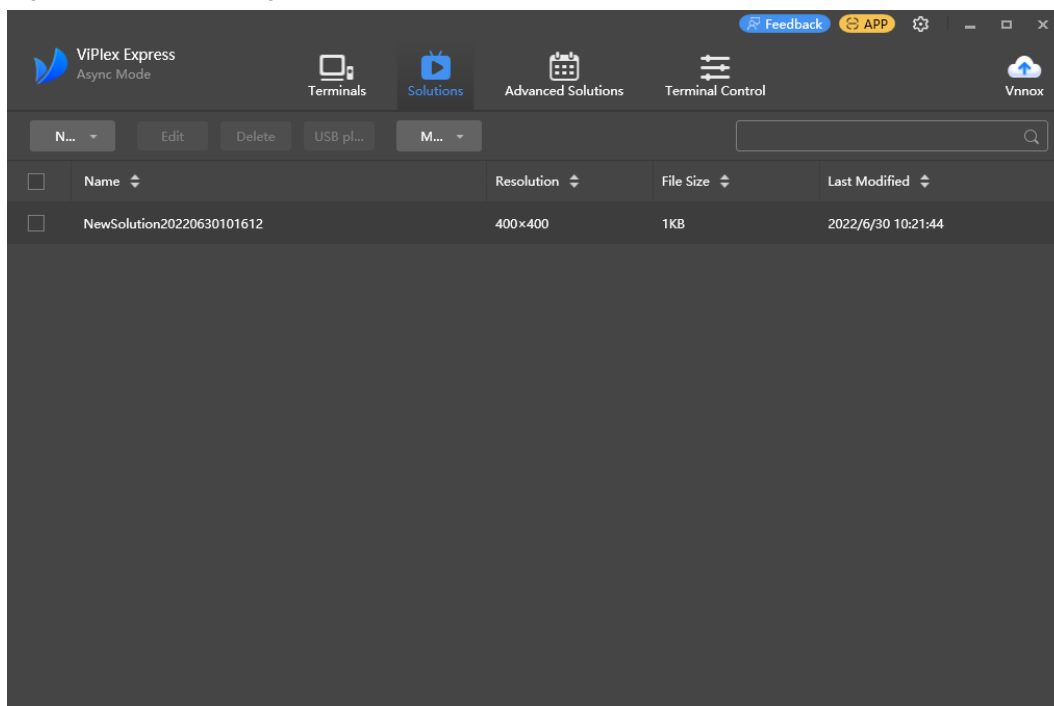 Feedback APP
ViPlex Express
Async Mode
Terminals Solutions Advanced Solutions Terminal Control Vnnox
N... Edit Delete USB pl... M...
Name Resolution File Size Last Modified
NewSolution20220630101612 400×400 1KB 2022/6/30 10:21:44